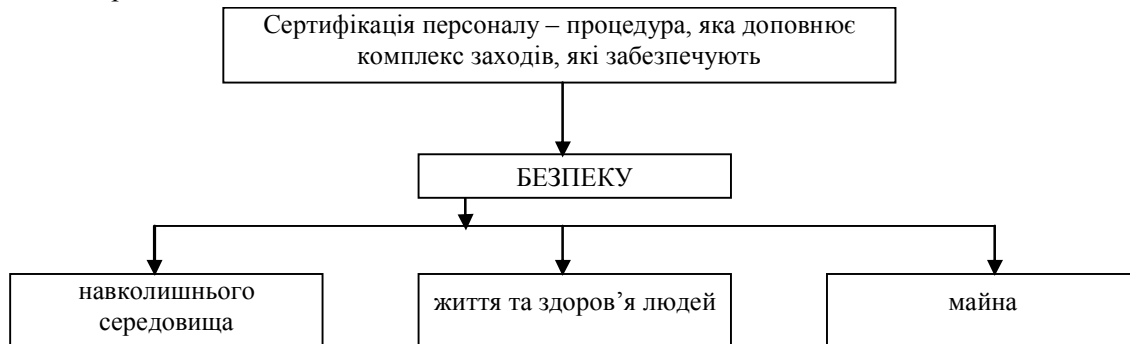 Сертифікація персоналу – процедура, яка доповнює
комплекс заходів, які забезпечують
БЕЗПЕКУ
навколишнього
середовища
життя та здоров’я людей
майна